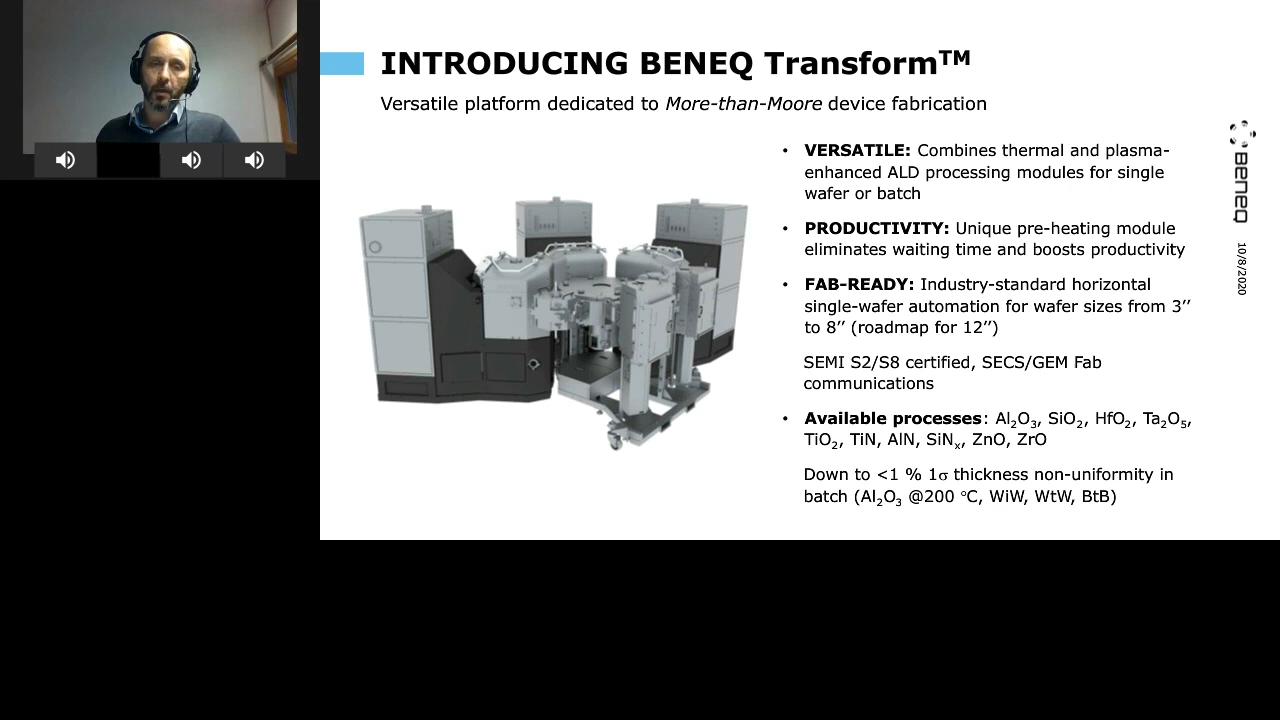 INTRODUCING BENEQ Transform™
Versatile platform dedicated to More-than-Moore device fabrication
• VERSATILE: Combines thermal and plasma-
enhanced ALD processing modules for single
wafer or batch
• PRODUCTIVITY: Unique pre-heating module
eliminates waiting time and boosts productivity
• FAB-READY: Industry-standard horizontal
single-wafer automation for wafer sizes from 3’’
to 8’’ (roadmap for 12’’)
SEMI S2/S8 certified, SECS/GEM Fab
communications
• Available processes: Al₂O₃, SiO₂, HfO₂, Ta₂O₅,
TiO₂, TiN, AlN, SiNₓ, ZnO, ZrO
Down to <1 % 1σ thickness non-uniformity in
batch (Al₂O₃ @200 °C, WiW, WtW, BtB)
Beneq
10/8/2020